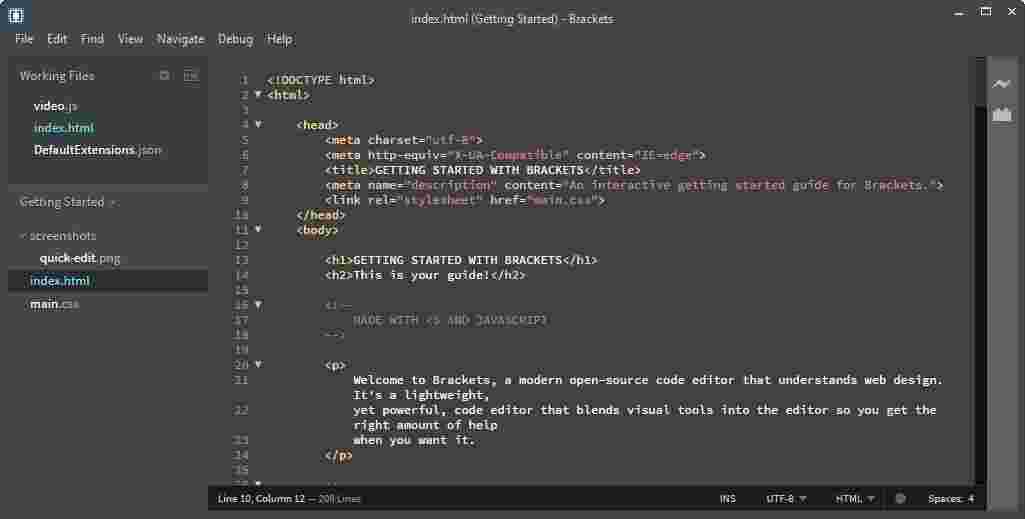 index.html (Getting Started) - Brackets
File Edit Find View Navigate Debug Help
Working Files
video.js
index.html
DefaultExtensions.json
Getting Started
screenshots
quick-edit.png
index.html
main.css
1 <!DOCTYPE html>
2 <html>
3
4 <head>
5 <meta charset="utf-8">
6 <meta http-equiv="X-UA-Compatible" content="IE=edge">
7 <title>GETTING STARTED WITH BRACKETS</title>
8 <meta name="description" content="An interactive getting started guide for Brackets.">
9 <link rel="stylesheet" href="main.css">
10 </head>
11 <body>
12
13 <h1>GETTING STARTED WITH BRACKETS</h1>
14 <h2>This is your guide!</h2>
15
16 <!--
17 MADE WITH <3 AND JAVASCRIPT
18 -->
19
20 <p>
21 Welcome to Brackets, a modern open-source code editor that understands web design.
It's a lightweight,
22 yet powerful, code editor that blends visual tools into the editor so you get the
right amount of help
23 when you want it.
24 </p>
25
Line 10, Column 12 — 208 Lines
INS UTF-8 HTML Spaces: 4